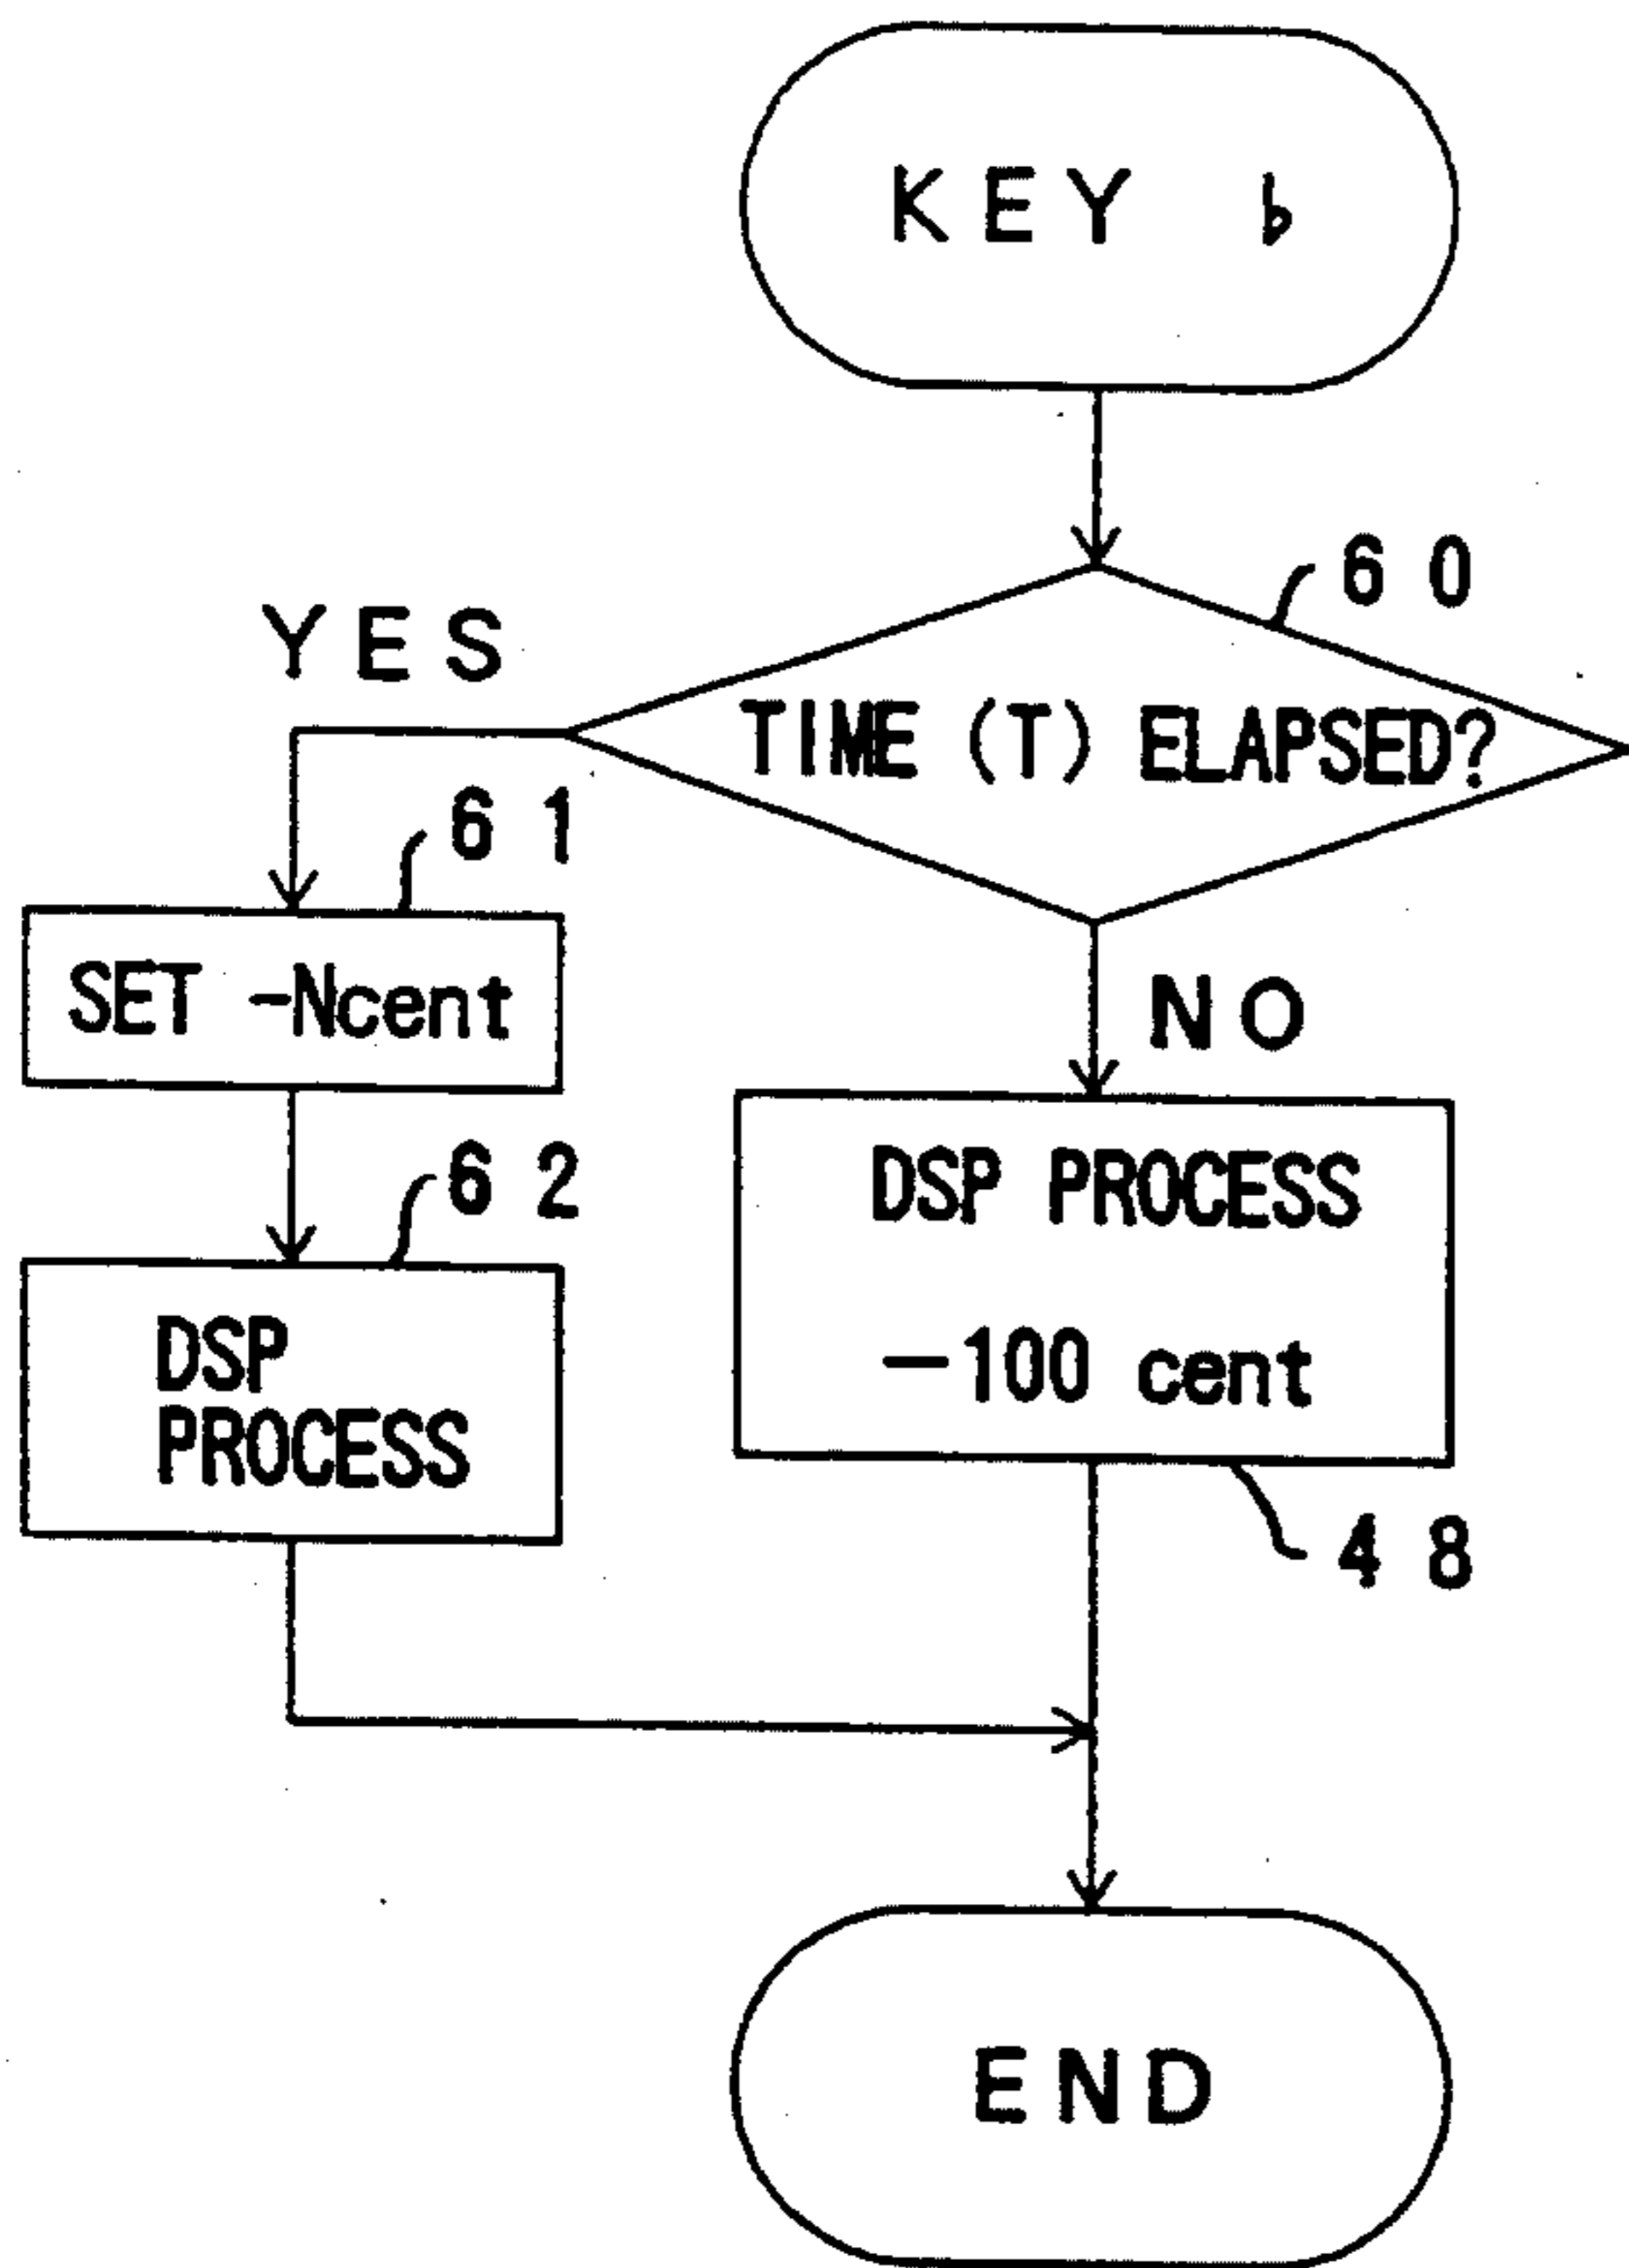 KEY ♭
60
YES
TIME (T) ELAPSED?
61
SET -Ncent
NO
62
DSP PROCESS
-100 cent
DSP
PROCESS
48
END